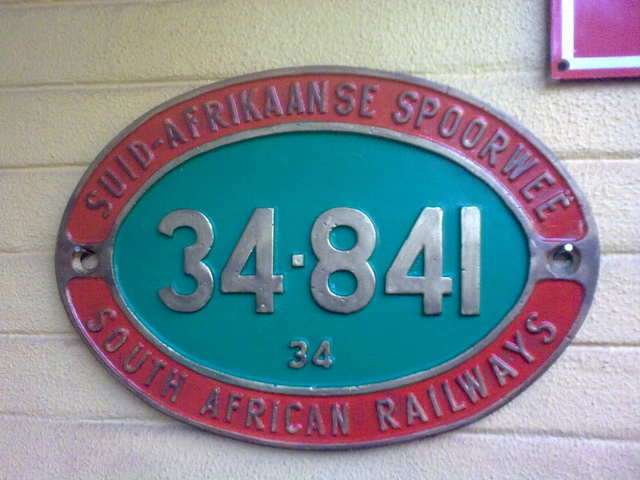 SUID-AFRIKAANSE SPOORWEË
34·841
34
SOUTH AFRICAN RAILWAYS